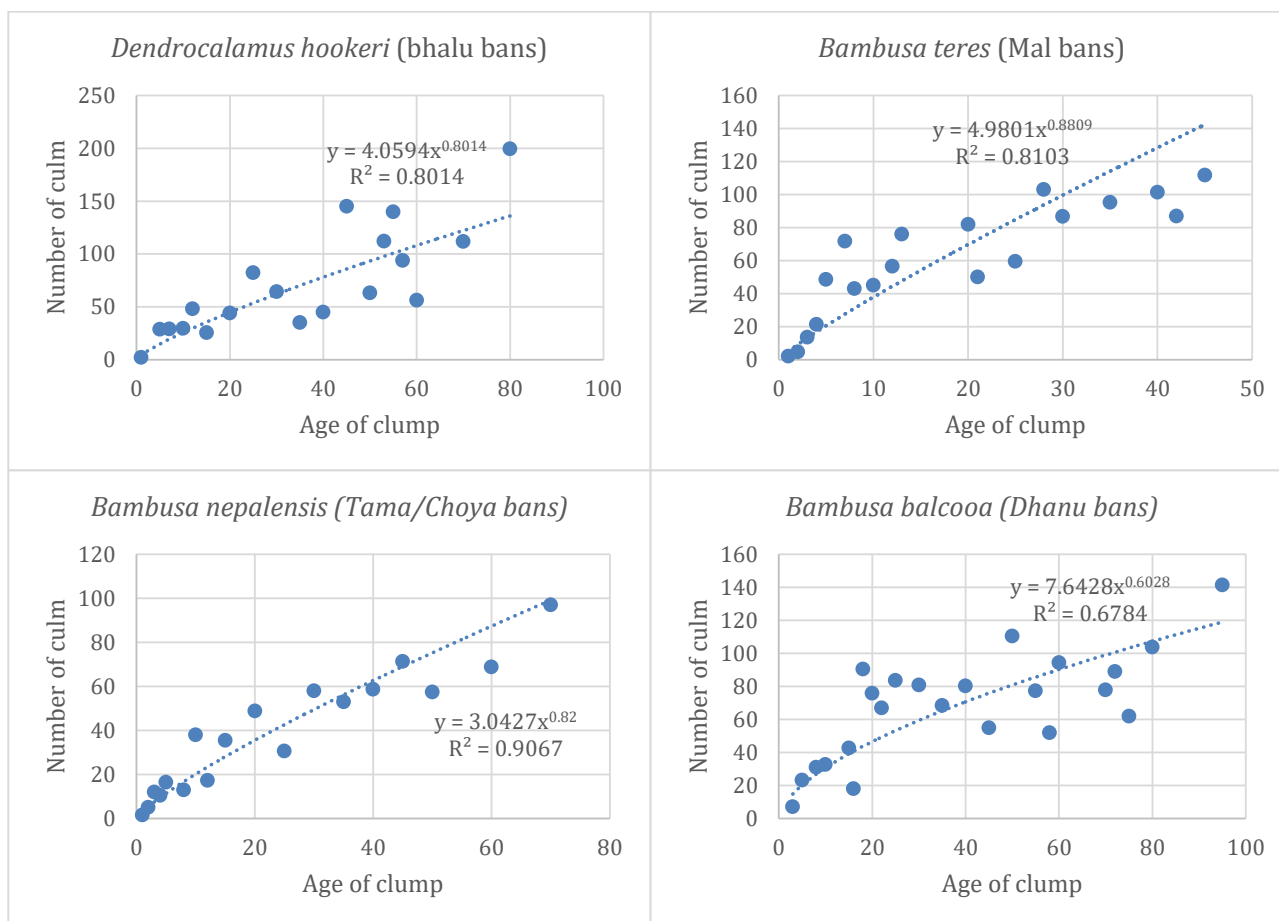 Dendrocalamus hookeri (bhalu bans)
250
200
150
100
50
0
Number of culm
y = 4.0594x^0.8014
R² = 0.8014
0 20 40 60 80 100
Age of clump
Bambusa teres (Mal bans)
160
140
120
100
80
60
40
20
0
Number of culm
y = 4.9801x^0.8809
R² = 0.8103
0 10 20 30 40 50
Age of clump
Bambusa nepalensis (Tama/Choya bans)
120
100
80
60
40
20
0
Number of culm
y = 3.0427x^0.82
R² = 0.9067
0 20 40 60 80
Age of clump
Bambusa balcooa (Dhanu bans)
160
140
120
100
80
60
40
20
0
Number of culm
y = 7.6428x^0.6028
R² = 0.6784
0 20 40 60 80 100
Age of clump